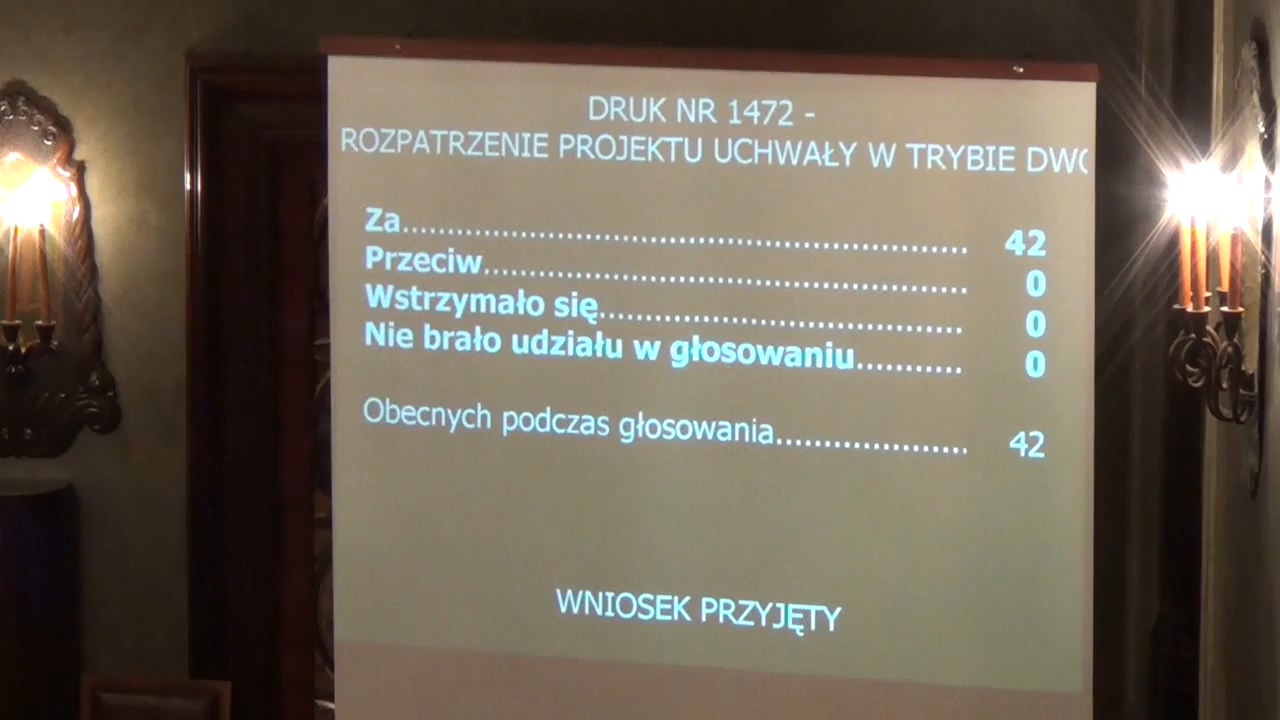 DRUK NR 1472 -
ROZPATRZENIE PROJEKTU UCHWAŁY W TRYBIE DWO
Za............................................................... 42
Przeciw...................................................... 0
Wstrzymało się........................................ 0
Nie brało udziału w głosowaniu............ 0
Obecnych podczas głosowania..................... 42
WNIOSEK PRZYJĘTY